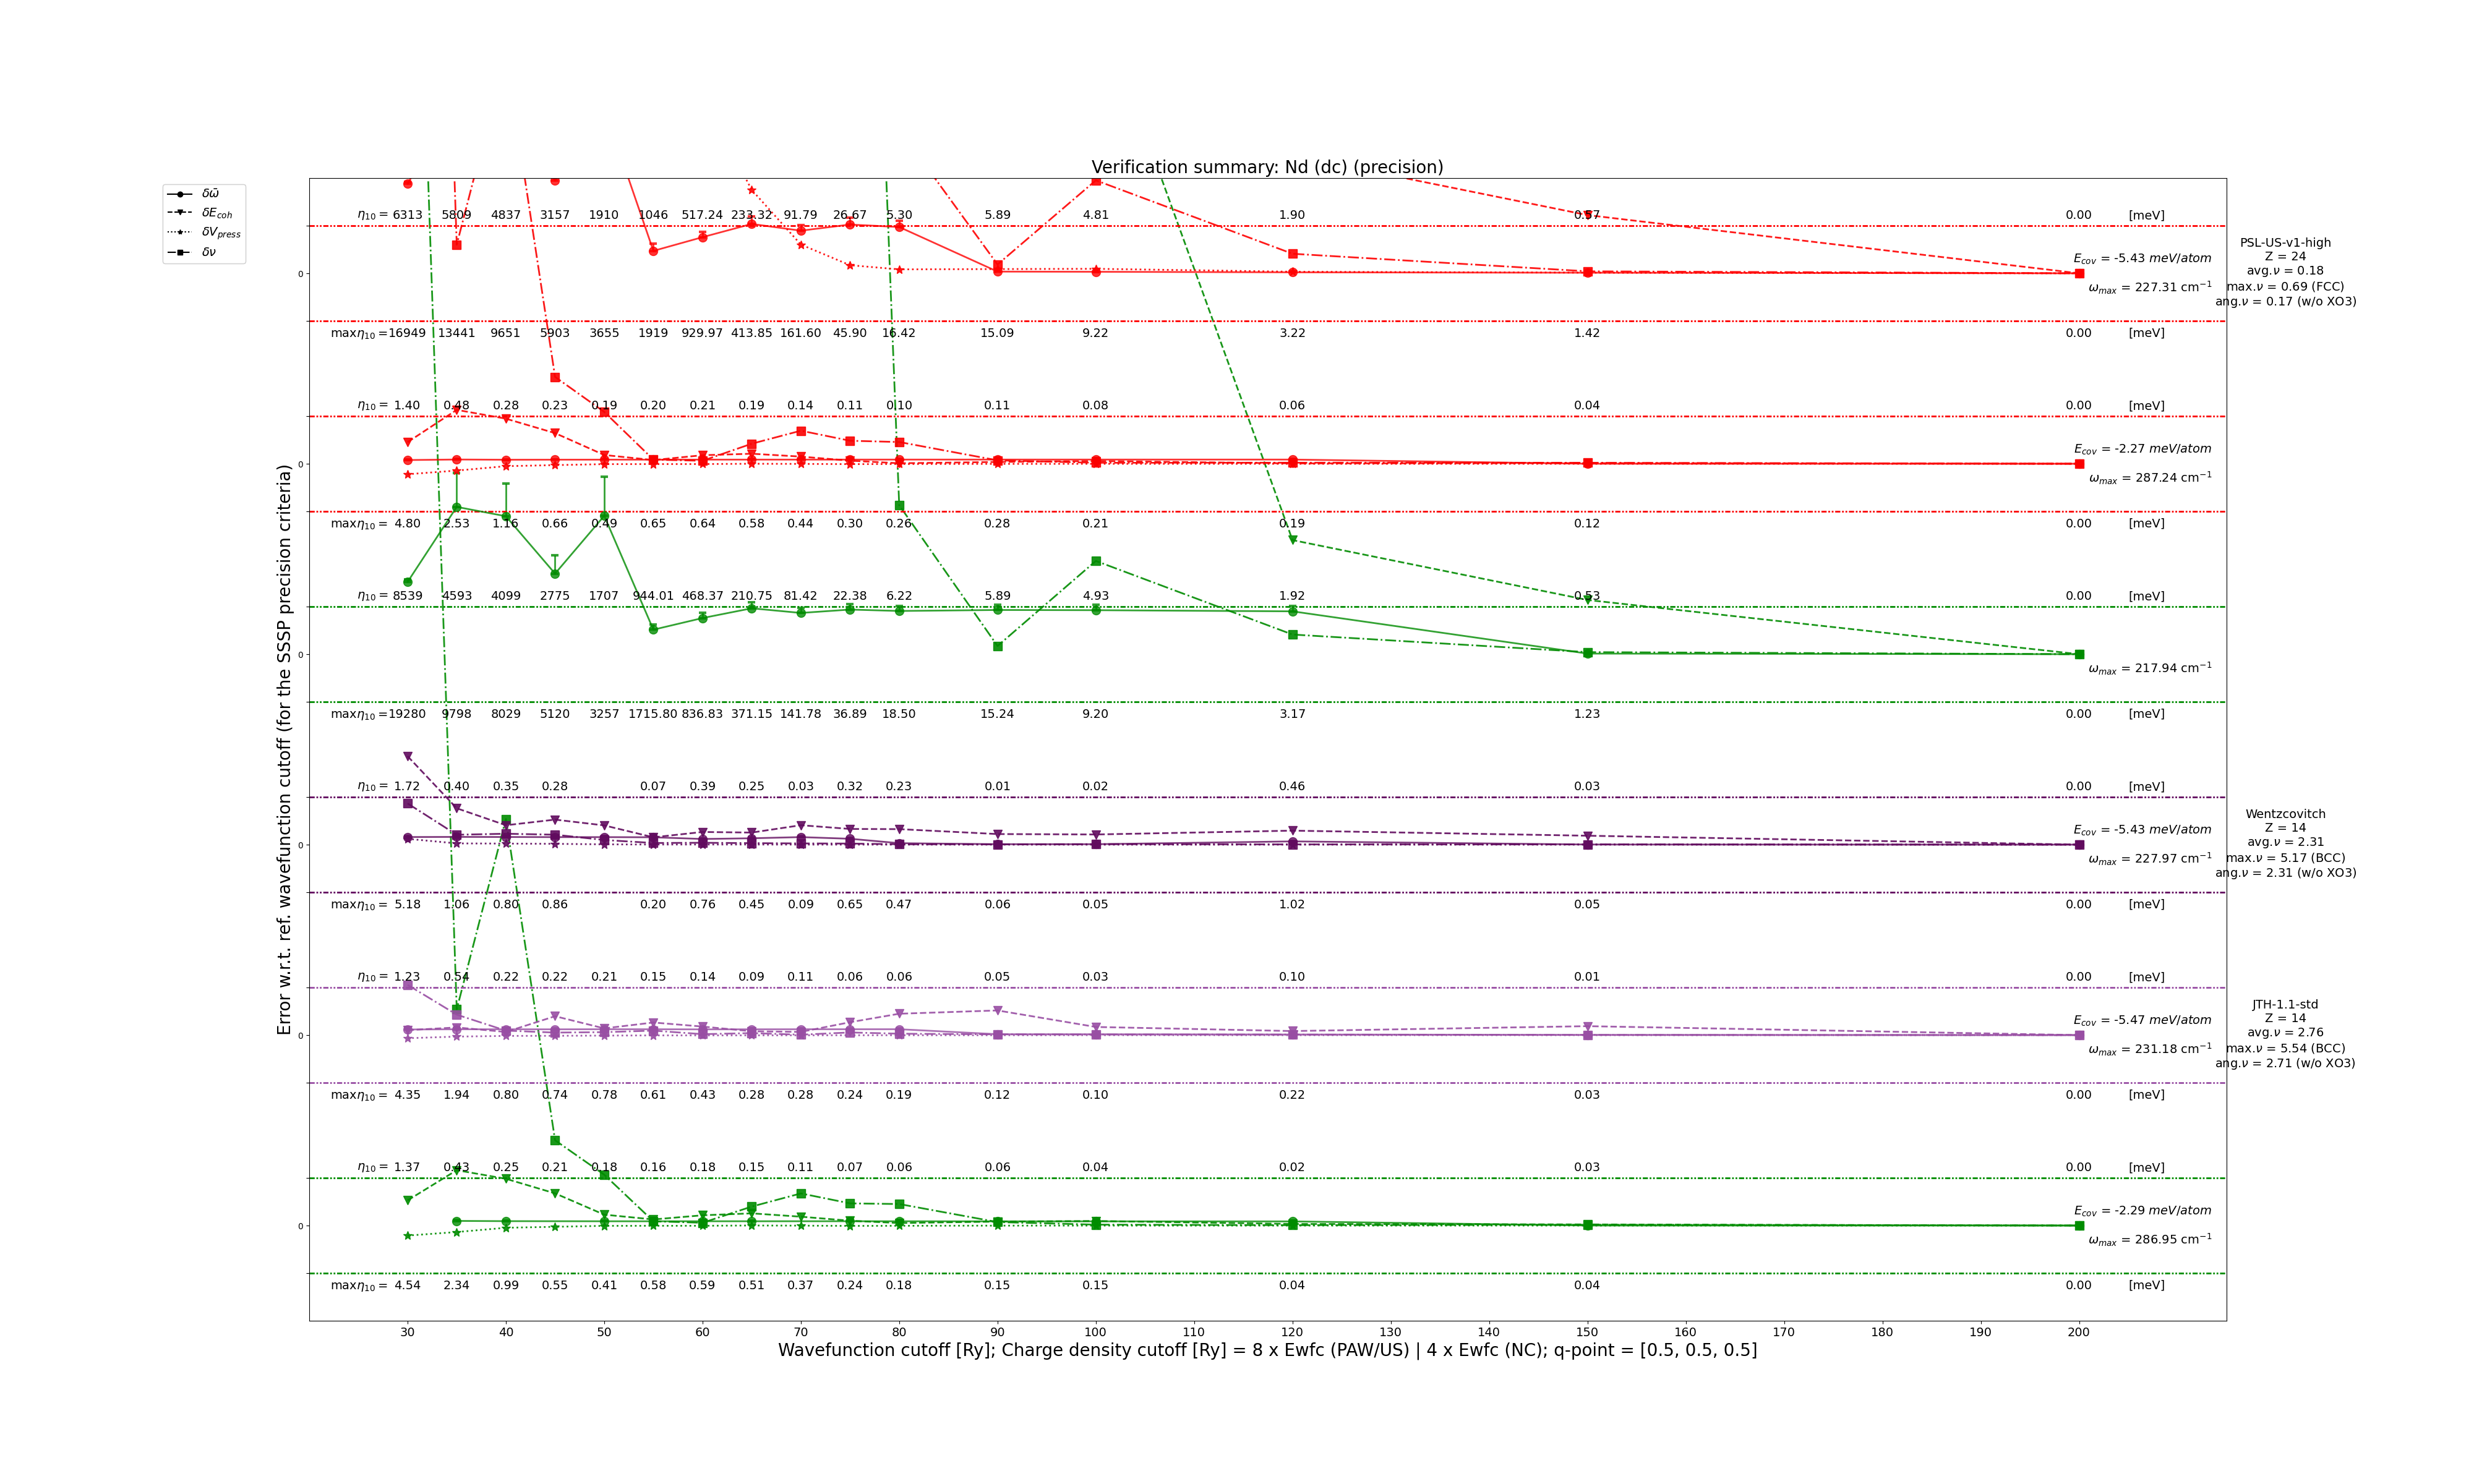 Verification summary: Nd (dc) (precision)
δω̄
δE_coh
δV_press
δν
Error w.r.t. ref. wavefunction cutoff (for the SSSP precision criteria)
η₁₀ = 6313 5809 4837 3157 1910 1046 517.24 233.32 91.79 26.67 5.30 5.89 4.81 1.90 0.57 0.00 [meV]
PSL-US-v1-high
Z = 24
avg.ν = 0.18
max.ν = 0.69 (FCC)
ang.ν = 0.17 (w/o XO3)
E_cov = -5.43 meV/atom
0
ω_max = 227.31 cm⁻¹
maxη₁₀ = 16949 13441 9651 5903 3655 1919 929.97 413.85 161.60 45.90 16.42 15.09 9.22 3.22 1.42 0.00 [meV]
η₁₀ = 1.40 0.48 0.28 0.23 0.19 0.20 0.21 0.19 0.14 0.11 0.10 0.11 0.08 0.06 0.04 0.00 [meV]
E_cov = -2.27 meV/atom
0
ω_max = 287.24 cm⁻¹
maxη₁₀ = 4.80 2.53 1.16 0.66 0.49 0.65 0.64 0.58 0.44 0.30 0.26 0.28 0.21 0.19 0.12 0.00 [meV]
η₁₀ = 8539 4593 4099 2775 1707 944.01 468.37 210.75 81.42 22.38 6.22 5.89 4.93 1.92 0.53 0.00 [meV]
0
ω_max = 217.94 cm⁻¹
maxη₁₀ = 19280 9798 8029 5120 3257 1715.80 836.83 371.15 141.78 36.89 18.50 15.24 9.20 3.17 1.23 0.00 [meV]
η₁₀ = 1.72 0.40 0.35 0.28 0.07 0.39 0.25 0.03 0.32 0.23 0.01 0.02 0.46 0.03 0.00 [meV]
Wentzcovitch
Z = 14
avg.ν = 2.31
max.ν = 5.17 (BCC)
ang.ν = 2.31 (w/o XO3)
E_cov = -5.43 meV/atom
0
ω_max = 227.97 cm⁻¹
maxη₁₀ = 5.18 1.06 0.80 0.86 0.20 0.76 0.45 0.09 0.65 0.47 0.06 0.05 1.02 0.05 0.00 [meV]
η₁₀ = 1.23 0.54 0.22 0.22 0.21 0.15 0.14 0.09 0.11 0.06 0.06 0.05 0.03 0.10 0.01 0.00 [meV]
JTH-1.1-std
Z = 14
avg.ν = 2.76
max.ν = 5.54 (BCC)
ang.ν = 2.71 (w/o XO3)
E_cov = -5.47 meV/atom
0
ω_max = 231.18 cm⁻¹
maxη₁₀ = 4.35 1.94 0.80 0.74 0.78 0.61 0.43 0.28 0.28 0.24 0.19 0.12 0.10 0.22 0.03 0.00 [meV]
η₁₀ = 1.37 0.43 0.25 0.21 0.18 0.16 0.18 0.15 0.11 0.07 0.06 0.06 0.04 0.02 0.03 0.00 [meV]
E_cov = -2.29 meV/atom
0
ω_max = 286.95 cm⁻¹
maxη₁₀ = 4.54 2.34 0.99 0.55 0.41 0.58 0.59 0.51 0.37 0.24 0.18 0.15 0.15 0.04 0.04 0.00 [meV]
30 40 50 60 70 80 90 100 110 120 130 140 150 160 170 180 190 200
Wavefunction cutoff [Ry]; Charge density cutoff [Ry] = 8 x Ewfc (PAW/US) | 4 x Ewfc (NC); q-point = [0.5, 0.5, 0.5]